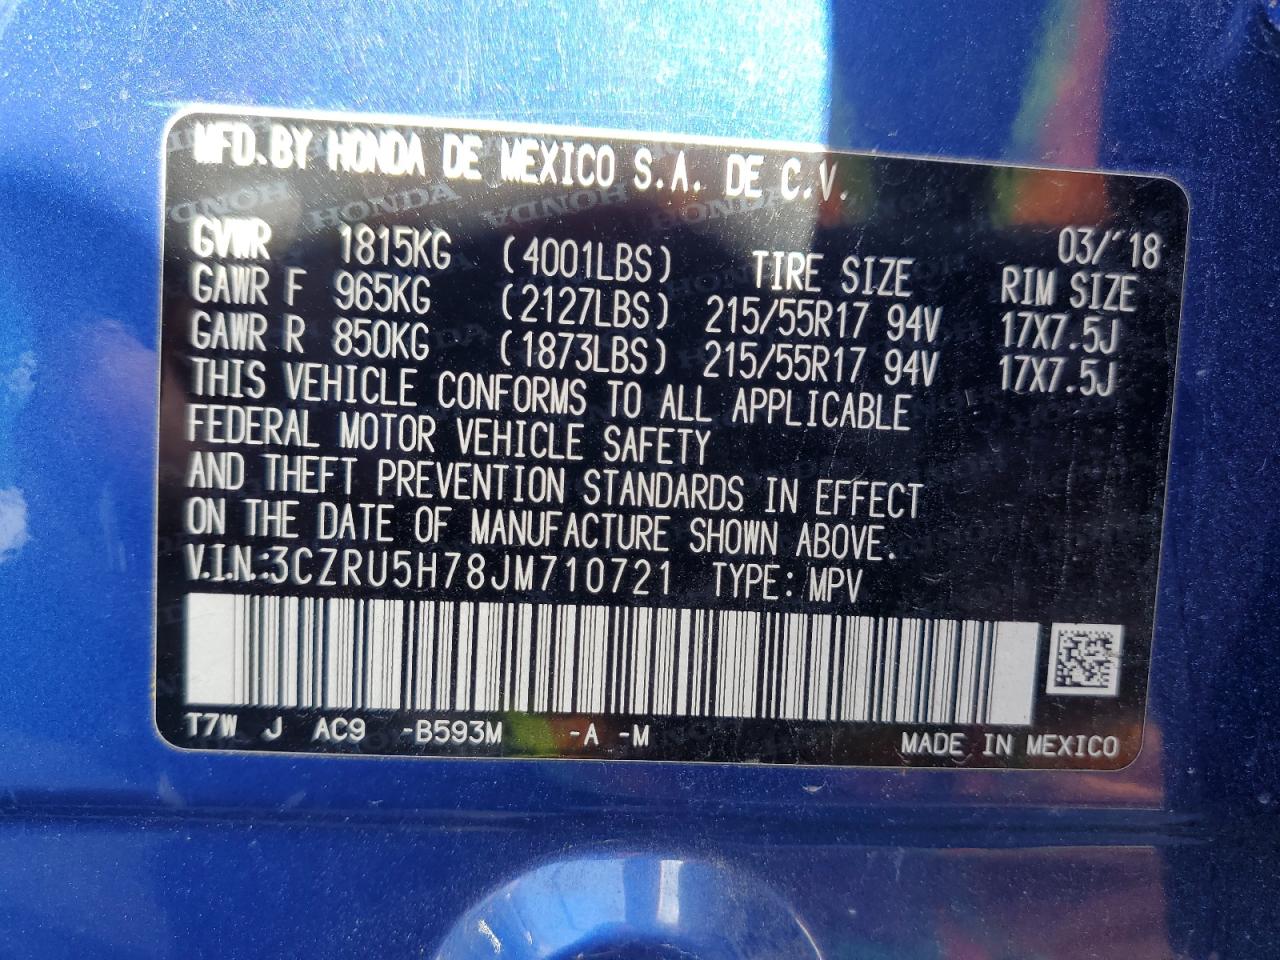 MFD. BY HONDA DE MEXICO S.A. DE C.V.
03/'18
GVWR 1815KG (4001LBS) TIRE SIZE RIM SIZE
GAWR F 965KG (2127LBS) 215/55R17 94V 17X7.5J
GAWR R 850KG (1873LBS) 215/55R17 94V 17X7.5J
THIS VEHICLE CONFORMS TO ALL APPLICABLE
FEDERAL MOTOR VEHICLE SAFETY
AND THEFT PREVENTION STANDARDS IN EFFECT
ON THE DATE OF MANUFACTURE SHOWN ABOVE.
V.I.N.:3CZRU5H78JM710721 TYPE: MPV
T7W J AC9 -B593M -A -M
MADE IN MEXICO